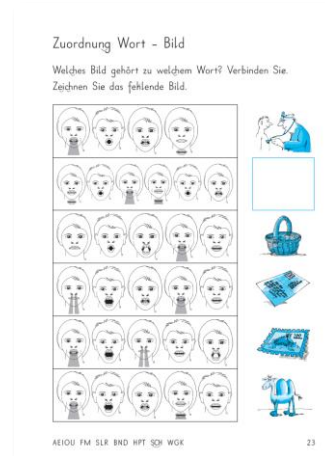 Zuordnung Wort – Bild
Welches Bild gehört zu welchem Wort? Verbinden Sie.
Zeichnen Sie das fehlende Bild.
AEIOU FM SLR BND HPT SCH WGK
23